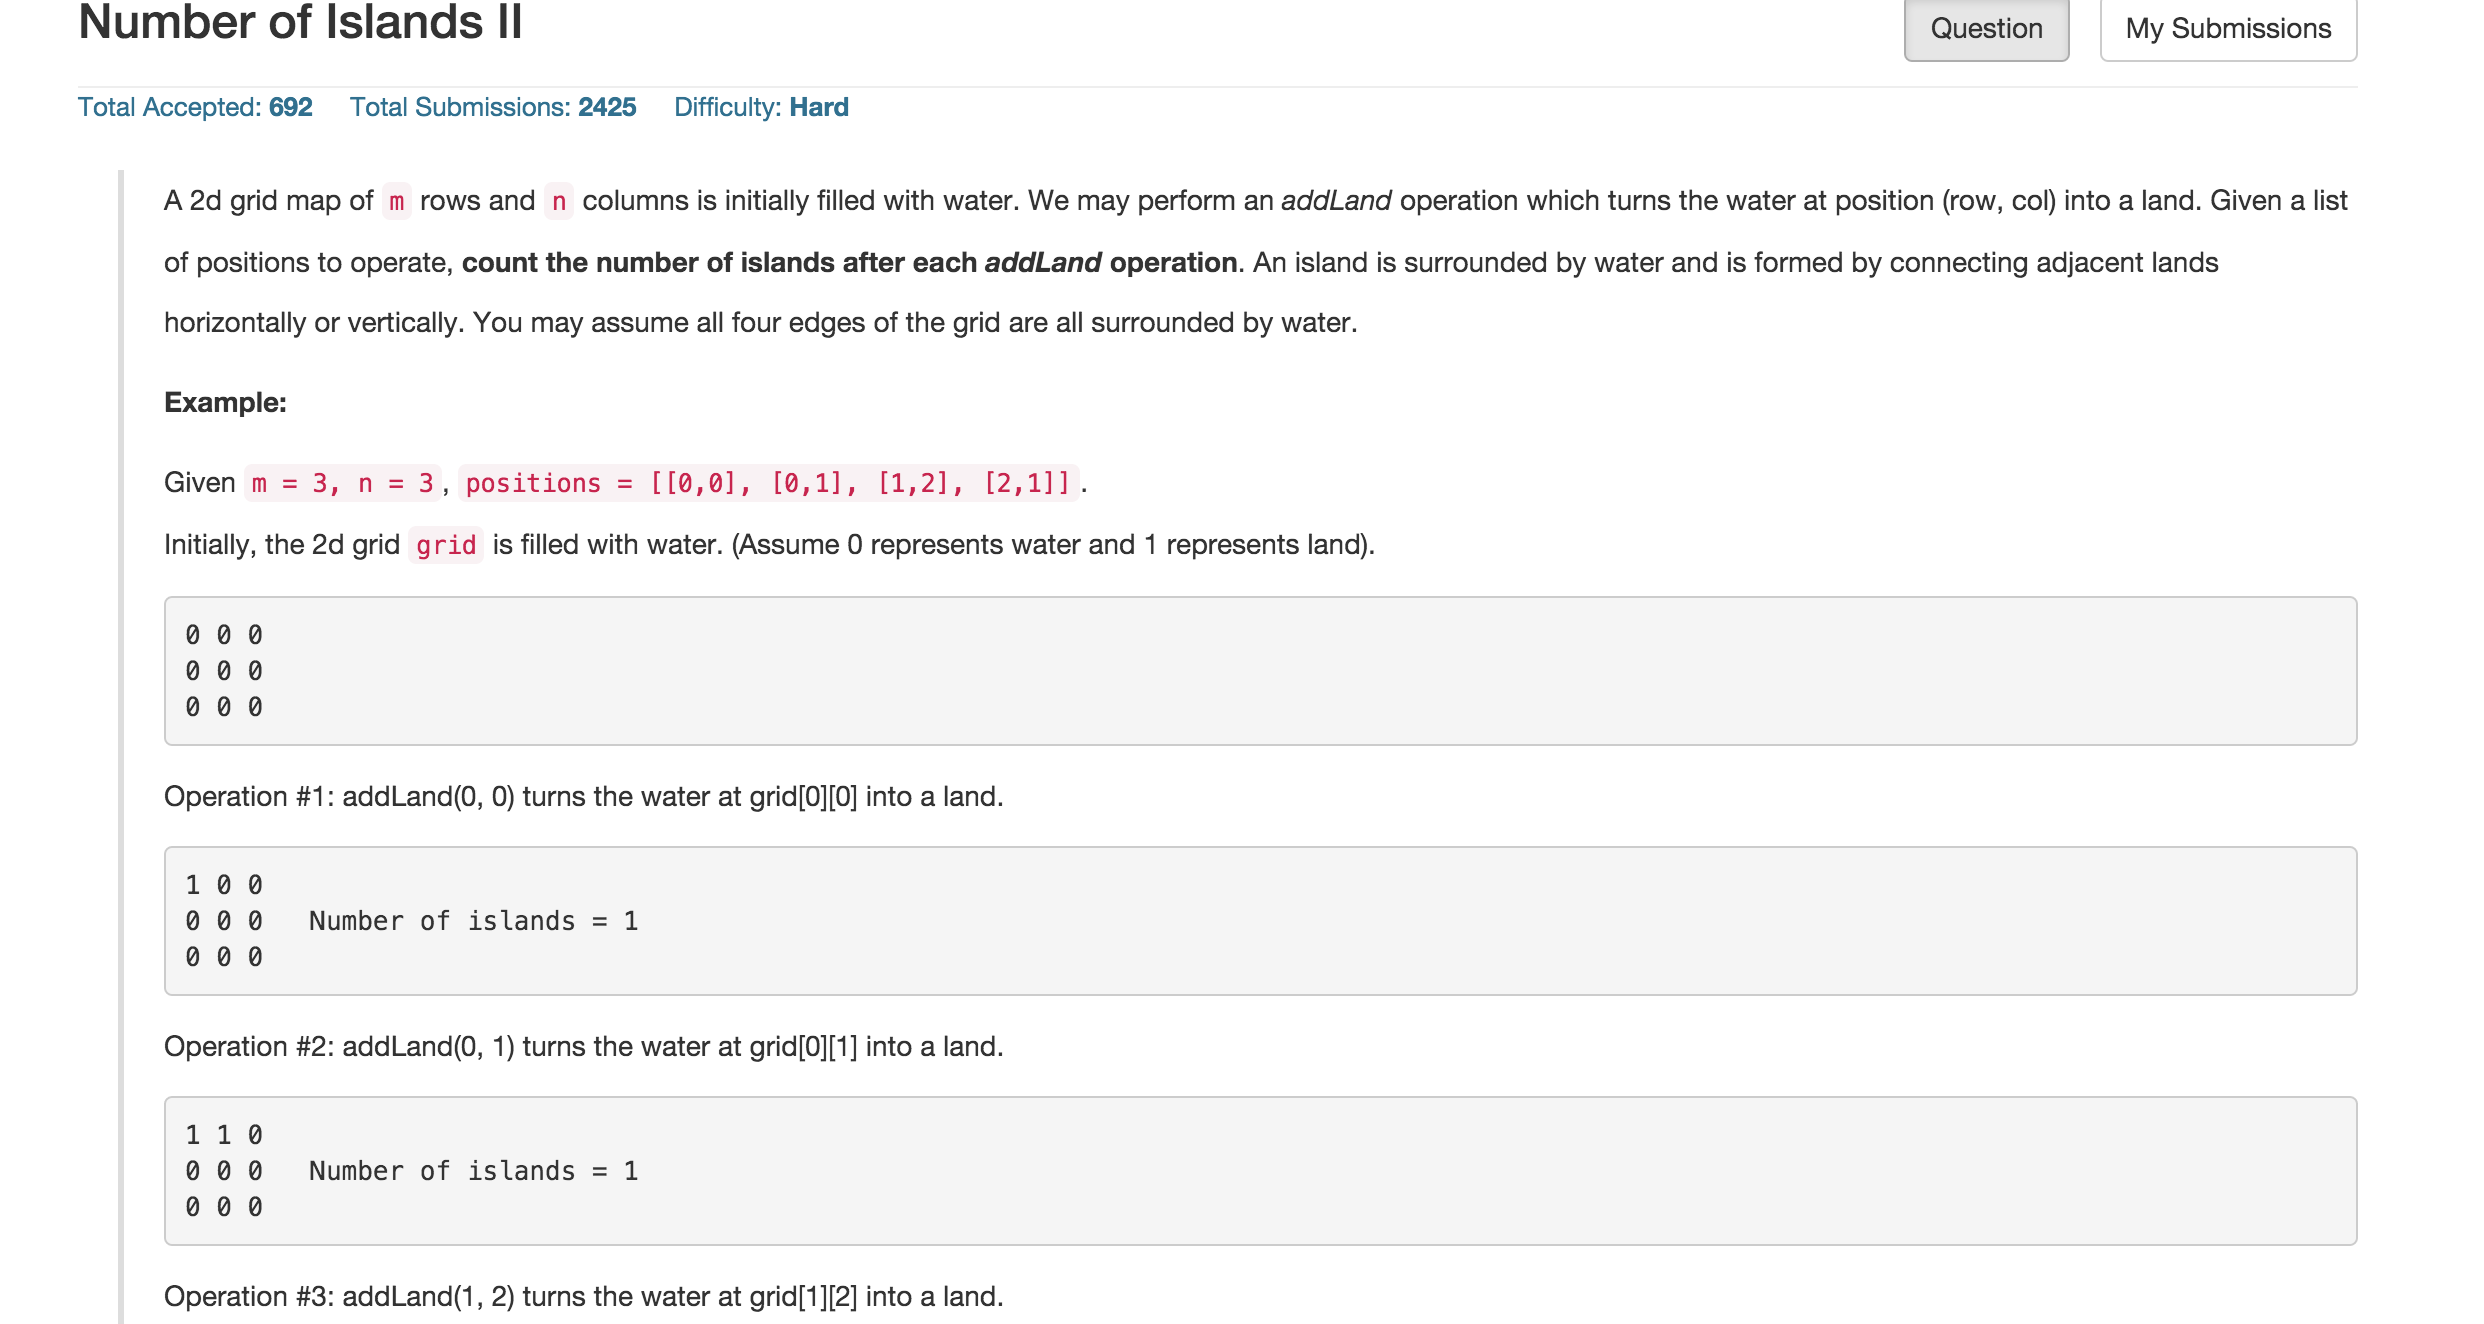 Number of Islands II
Question
My Submissions
Total Accepted: 692 Total Submissions: 2425 Difficulty: Hard
A 2d grid map of m rows and n columns is initially filled with water. We may perform an addLand operation which turns the water at position (row, col) into a land. Given a list
of positions to operate, count the number of islands after each addLand operation. An island is surrounded by water and is formed by connecting adjacent lands
horizontally or vertically. You may assume all four edges of the grid are all surrounded by water.
Example:
Given m = 3, n = 3, positions = [[0,0], [0,1], [1,2], [2,1]].
Initially, the 2d grid grid is filled with water. (Assume 0 represents water and 1 represents land).
0 0 0
0 0 0
0 0 0
Operation #1: addLand(0, 0) turns the water at grid[0][0] into a land.
1 0 0
0 0 0   Number of islands = 1
0 0 0
Operation #2: addLand(0, 1) turns the water at grid[0][1] into a land.
1 1 0
0 0 0   Number of islands = 1
0 0 0
Operation #3: addLand(1, 2) turns the water at grid[1][2] into a land.